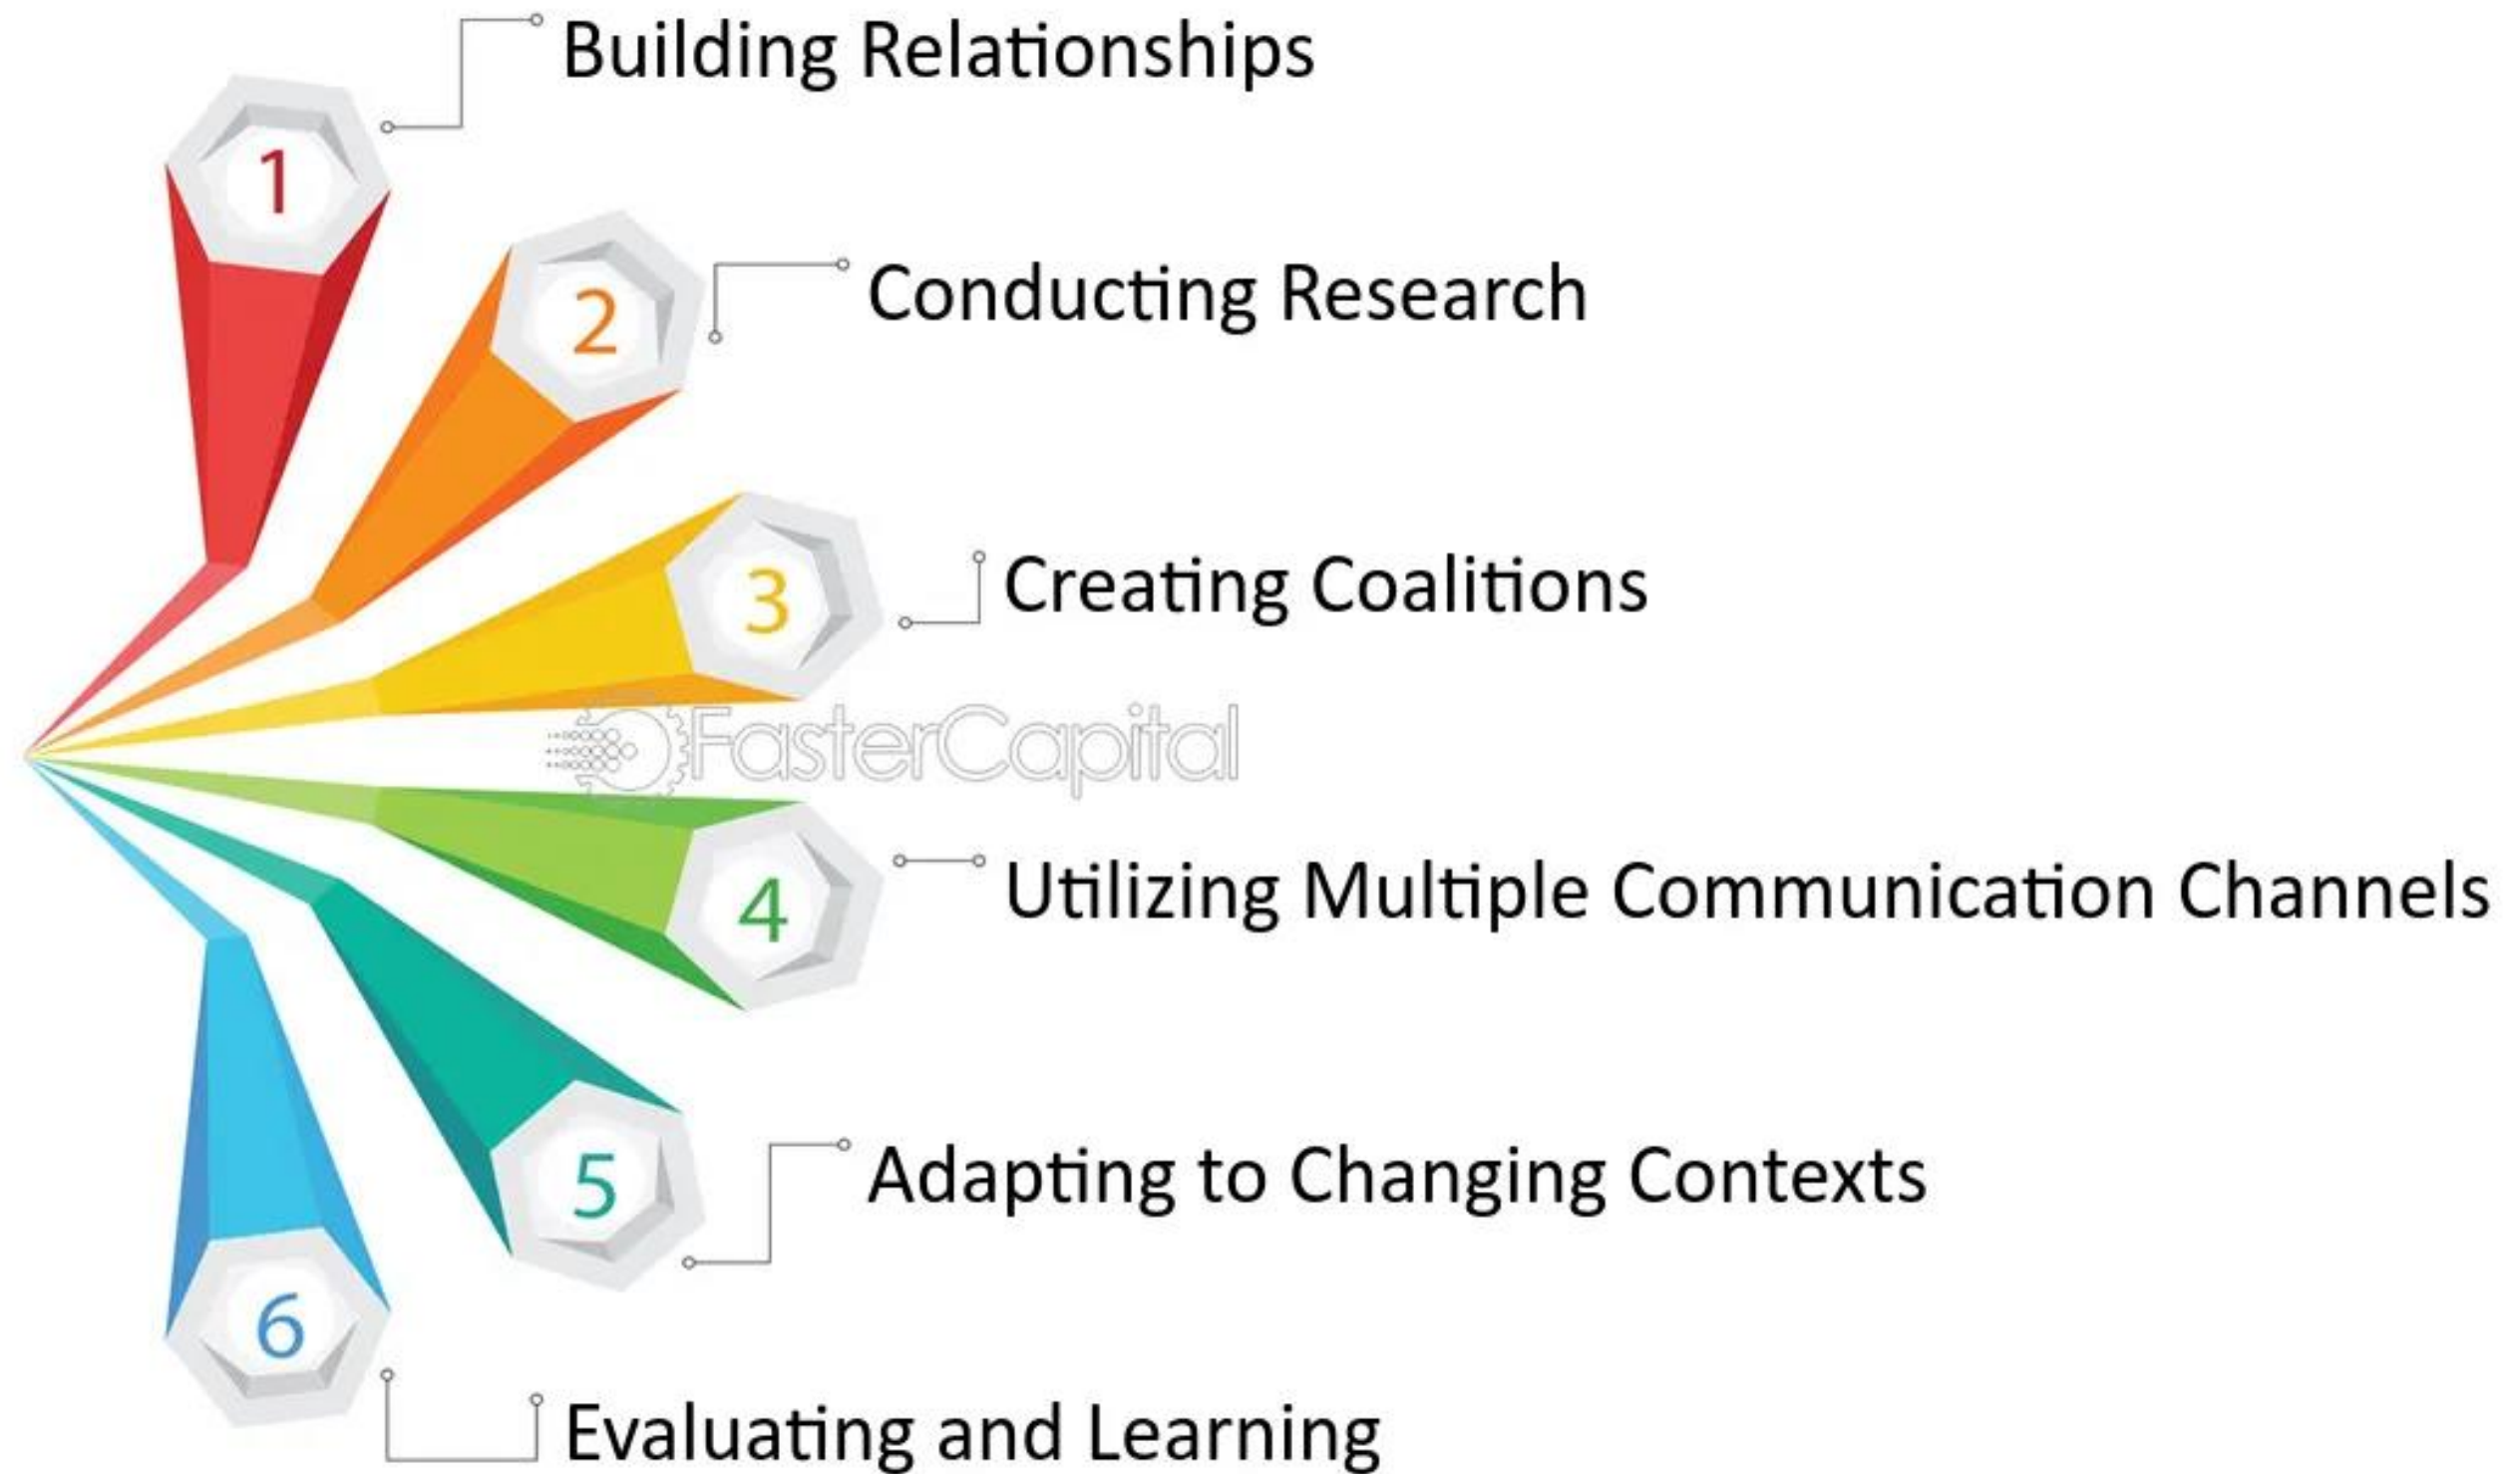 1
Building Relationships
2
Conducting Research
3
Creating Coalitions
FasterCapital
4
Utilizing Multiple Communication Channels
5
Adapting to Changing Contexts
6
Evaluating and Learning